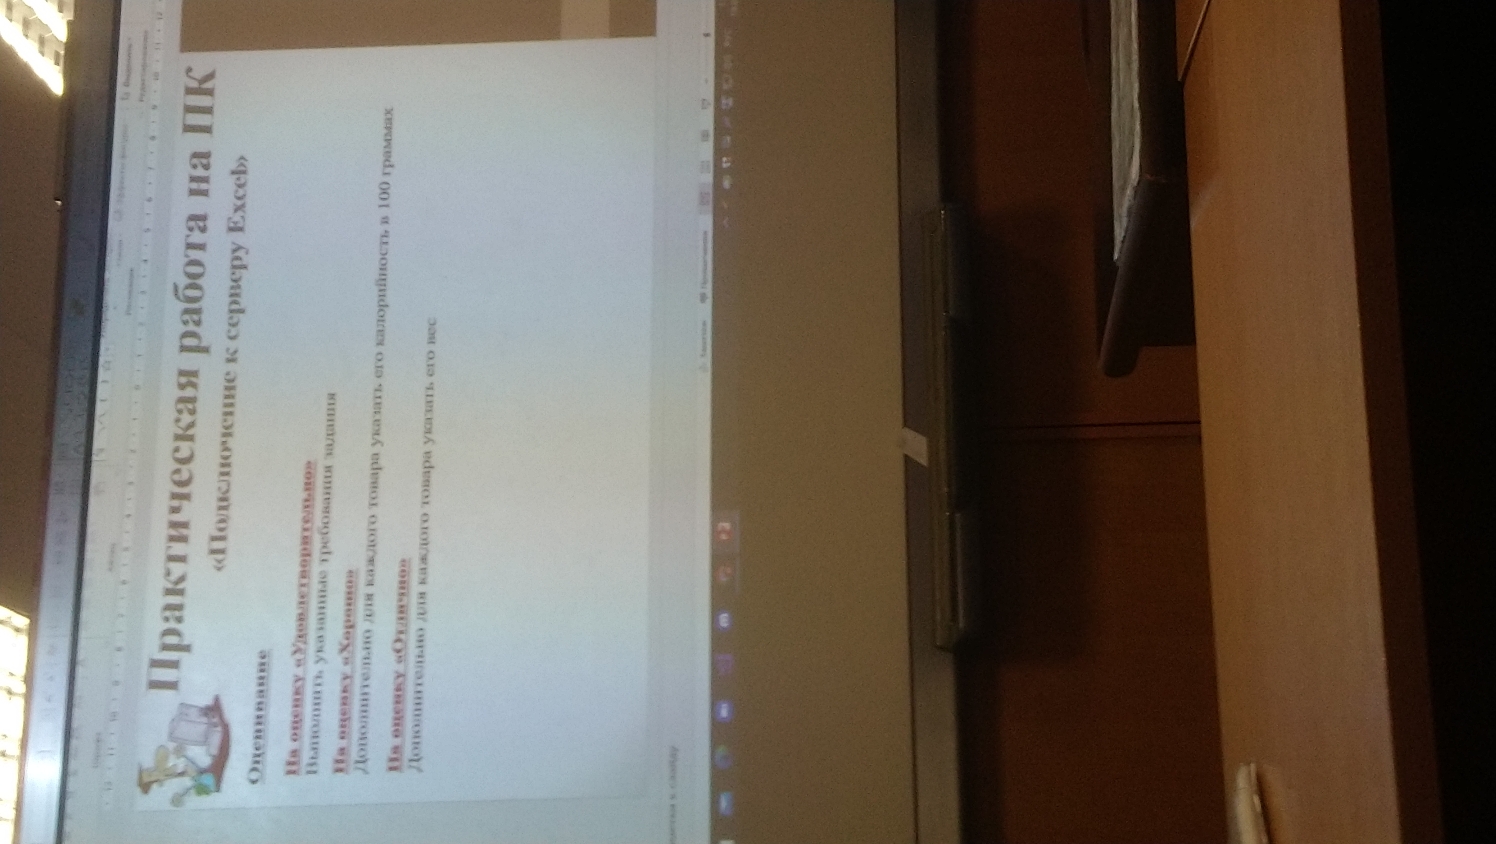 Практическая работа на ПК
«Подключение к серверу Excel»
Оценивание
На оценку «Удовлетворительно»
Выполнить указанные требования задания
На оценку «Хорошо»
Дополнительно для каждого товара указать его калорийность в 100 граммах
На оценку «Отлично»
Дополнительно для каждого товара указать его вес
к слайду